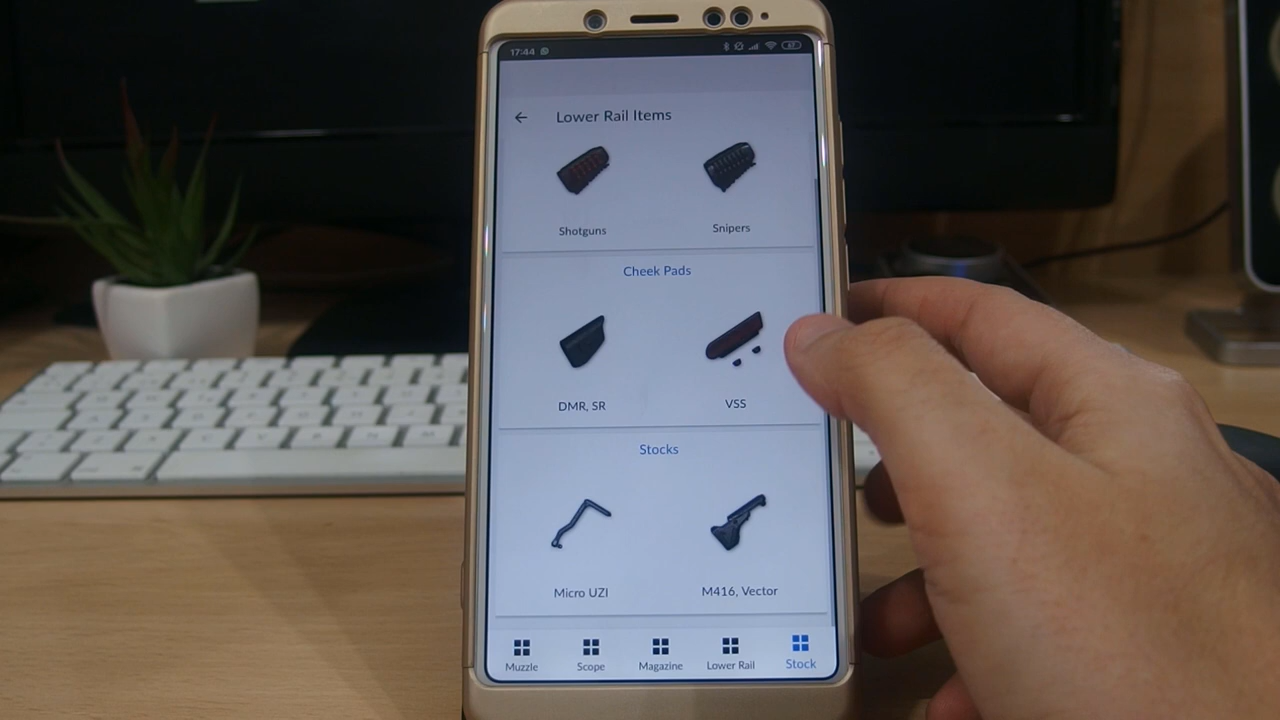 17:44
67
Lower Rail Items
Shotguns
Snipers
Cheek Pads
DMR, SR
VSS
Stocks
Micro UZI
M416, Vector
Muzzle
Scope
Magazine
Lower Rail
Stock